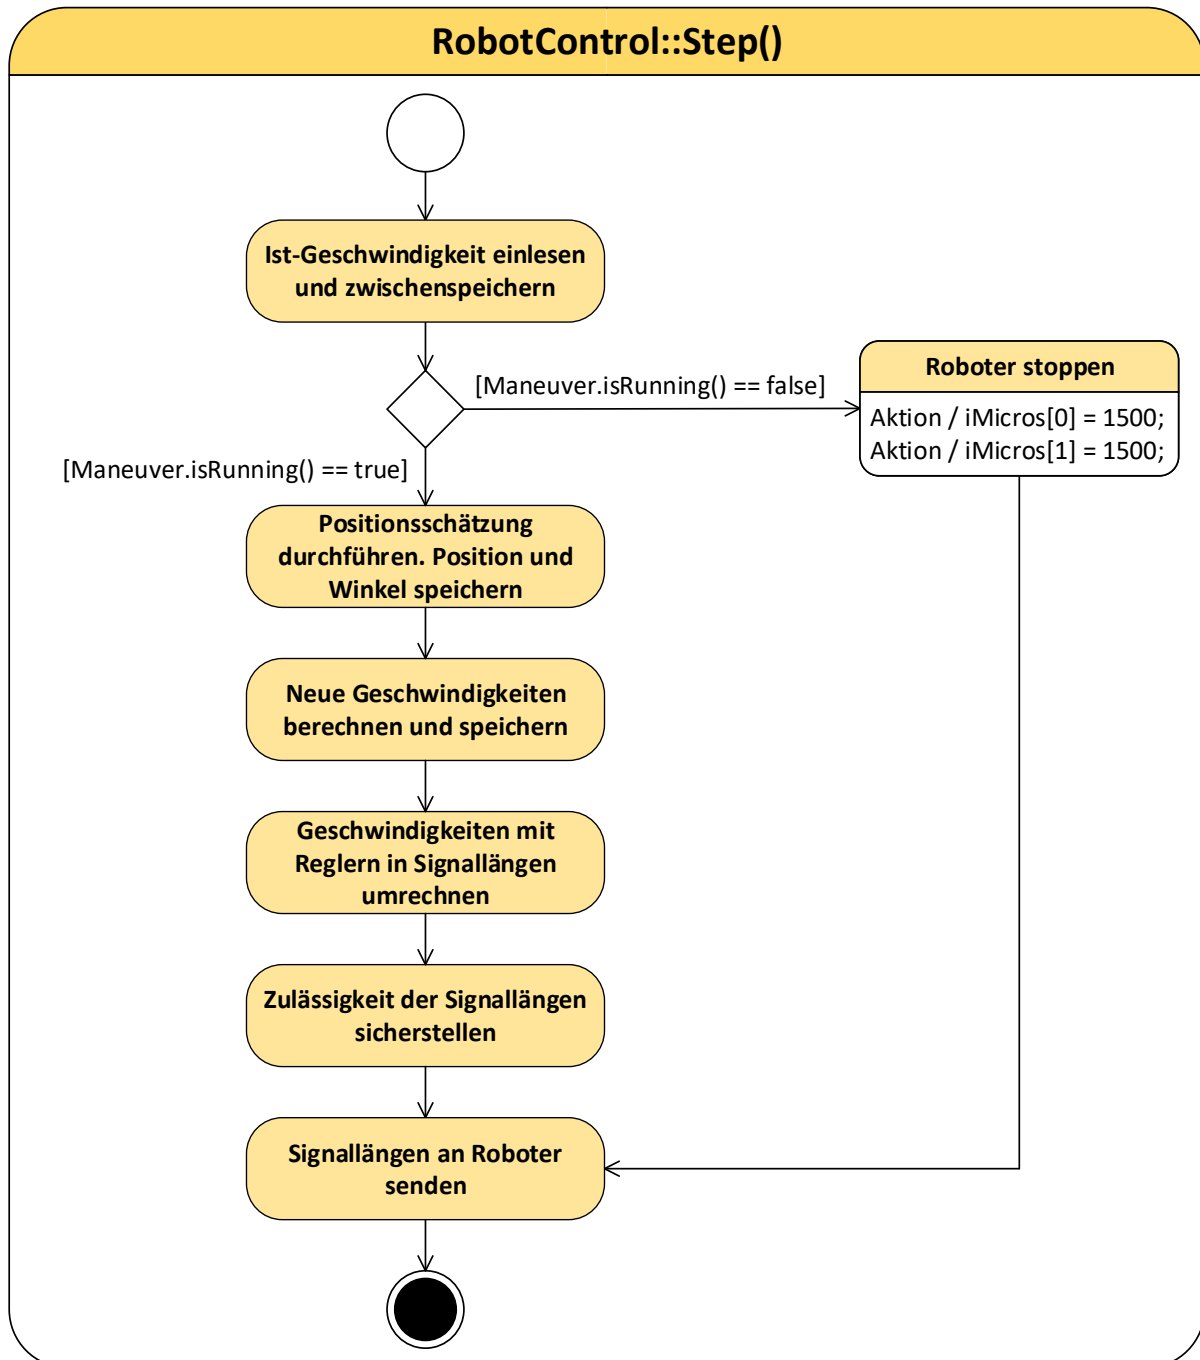 RobotControl::Step()
Ist-Geschwindigkeit einlesen
und zwischenspeichern
[Maneuver.isRunning() == false]
Roboter stoppen
Aktion / iMicros[0] = 1500;
Aktion / iMicros[1] = 1500;
[Maneuver.isRunning() == true]
Positionsschätzung
durchführen. Position und
Winkel speichern
Neue Geschwindigkeiten
berechnen und speichern
Geschwindigkeiten mit
Reglern in Signallängen
umrechnen
Zulässigkeit der Signallängen
sicherstellen
Signallängen an Roboter
senden